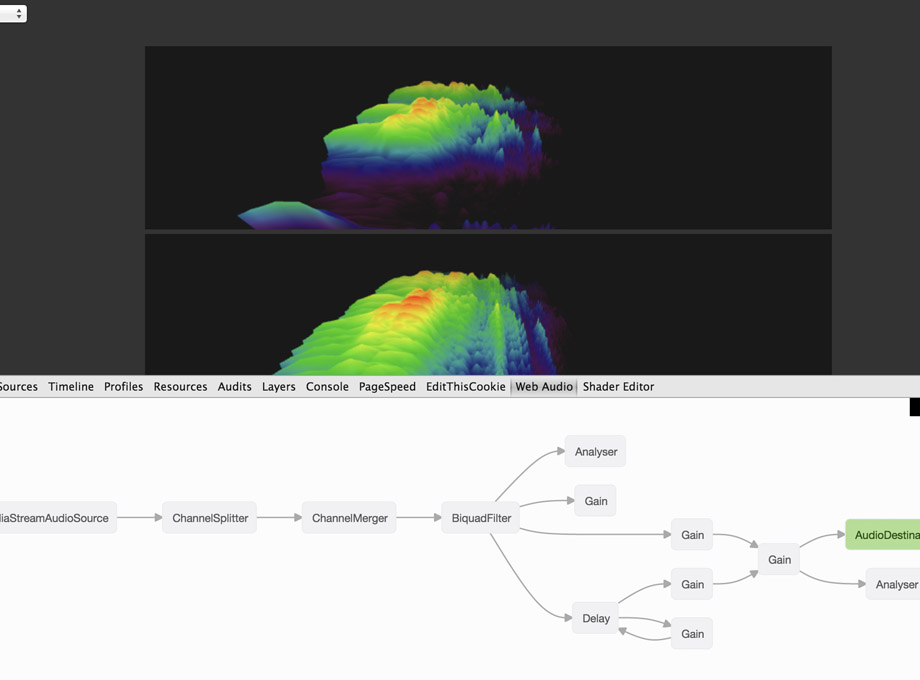 Sources Timeline Profiles Resources Audits Layers Console PageSpeed EditThisCookie Web Audio Shader Editor
Analyser
Gain
iaStreamAudioSource ChannelSplitter ChannelMerger BiquadFilter
Gain AudioDestina
Gain
Gain Analyser
Delay
Gain